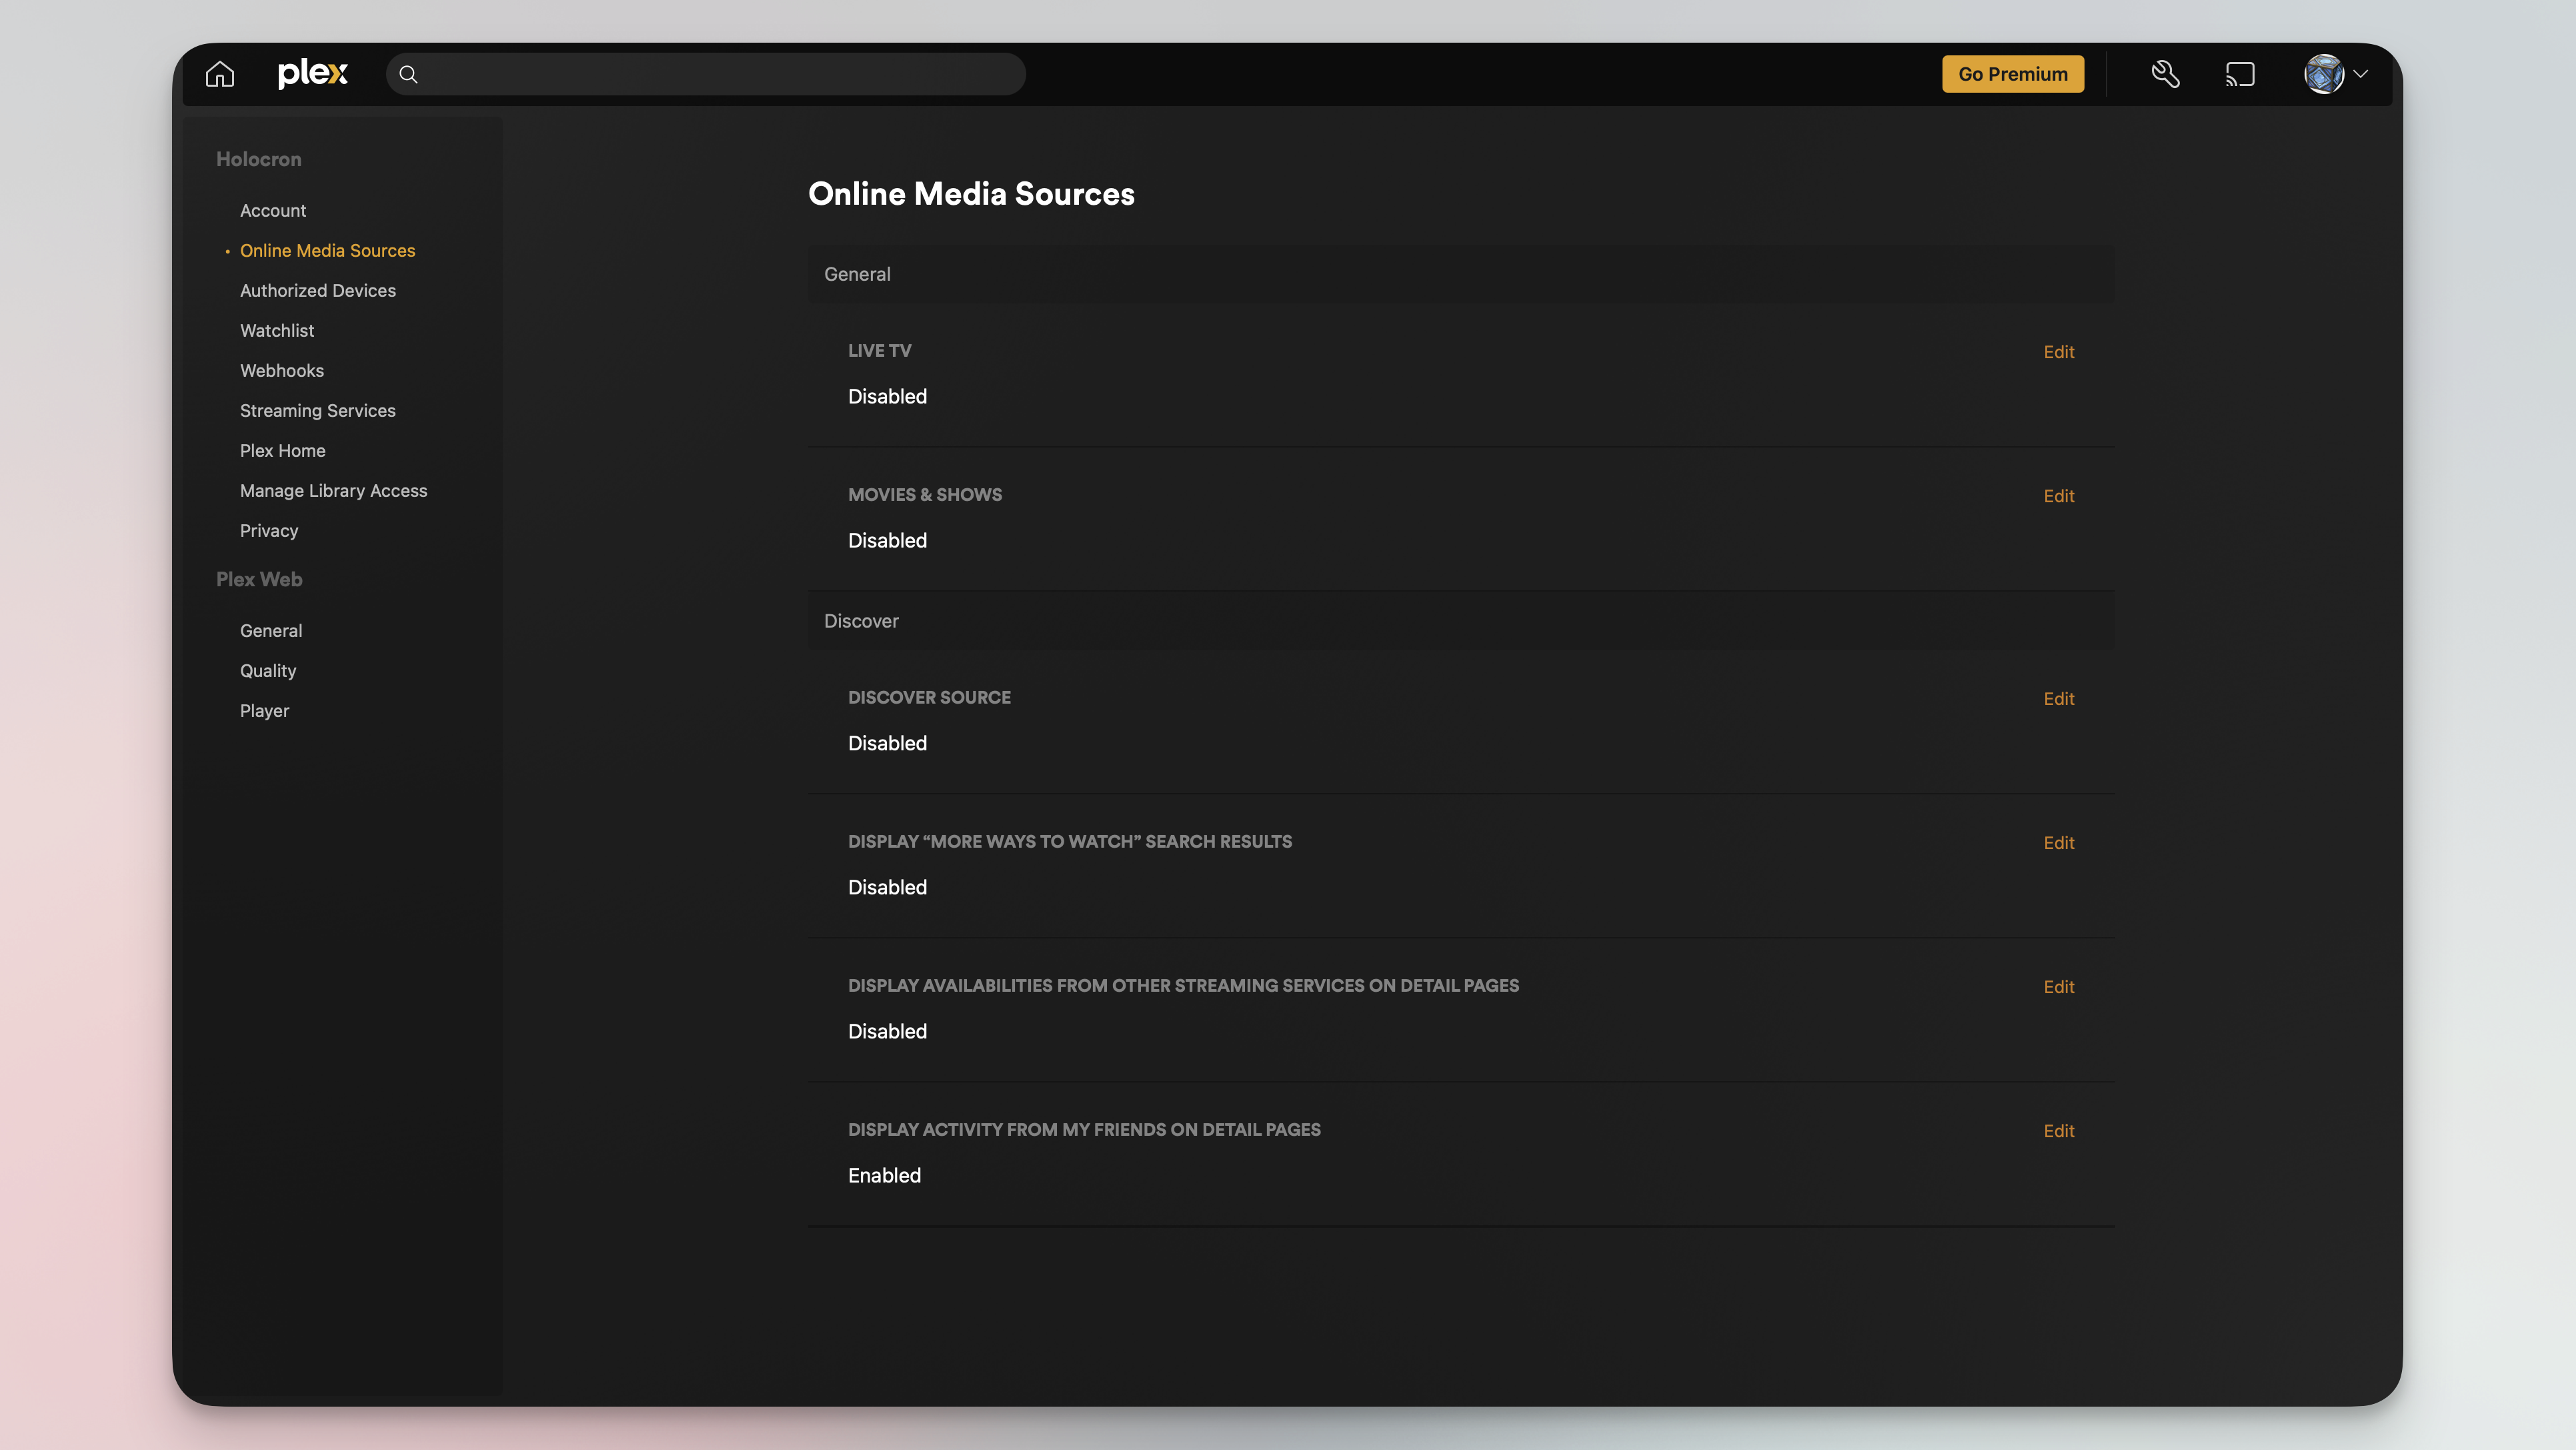 plex
Go Premium
Holocron
Account
Online Media Sources
Authorized Devices
Watchlist
Webhooks
Streaming Services
Plex Home
Manage Library Access
Privacy
Plex Web
General
Quality
Player
Online Media Sources
General
LIVE TV
Edit
Disabled
MOVIES & SHOWS
Edit
Disabled
Discover
DISCOVER SOURCE
Edit
Disabled
DISPLAY “MORE WAYS TO WATCH” SEARCH RESULTS
Edit
Disabled
DISPLAY AVAILABILITIES FROM OTHER STREAMING SERVICES ON DETAIL PAGES
Edit
Disabled
DISPLAY ACTIVITY FROM MY FRIENDS ON DETAIL PAGES
Edit
Enabled